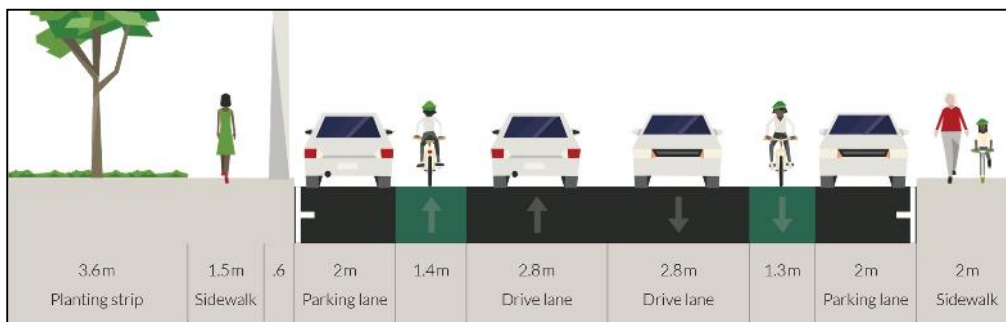 3.6m 1.5m .6 2m 1.4m 2.8m 2.8m 1.3m 2m 2m
Planting strip Sidewalk Parking lane Drive lane Drive lane Parking lane Sidewalk